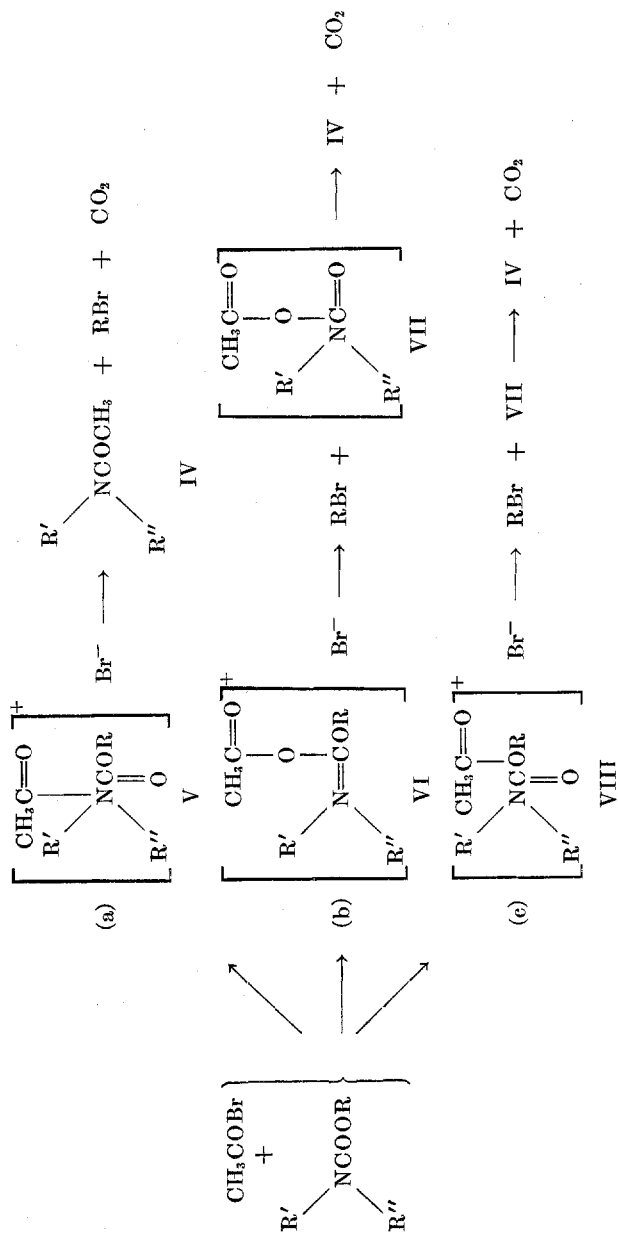 CH₃COBr
+
R′
NCOOR
R″
(a)
[CH₃C=O
R′
NCOR
R″
O]⁺
V
Br⁻ ⟶
R′
NCOCH₃ + RBr + CO₂
R″
IV
(b)
[CH₃C=O
O
R′
N=COR
R″]⁺
VI
Br⁻ ⟶ RBr +
[CH₃C=O
O
R′
NC=O
R″]
VII
⟶ IV + CO₂
(c)
[CH₃C=O
R′
NCOR
R″
O]⁺
VIII
Br⁻ ⟶ RBr + VII ⟶ IV + CO₂